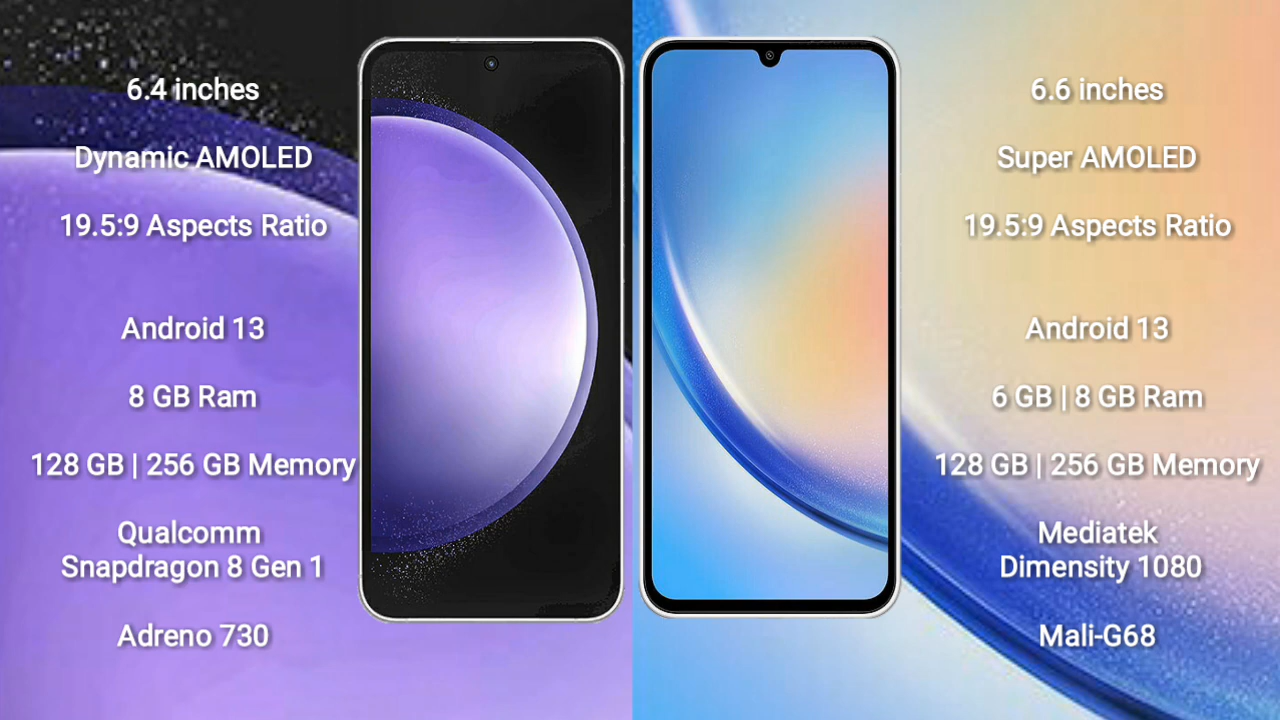 6.4 inches
Dynamic AMOLED
19.5:9 Aspects Ratio
Android 13
8 GB Ram
128 GB | 256 GB Memory
Qualcomm
Snapdragon 8 Gen 1
Adreno 730
6.6 inches
Super AMOLED
19.5:9 Aspects Ratio
Android 13
6 GB | 8 GB Ram
128 GB | 256 GB Memory
Mediatek
Dimensity 1080
Mali-G68